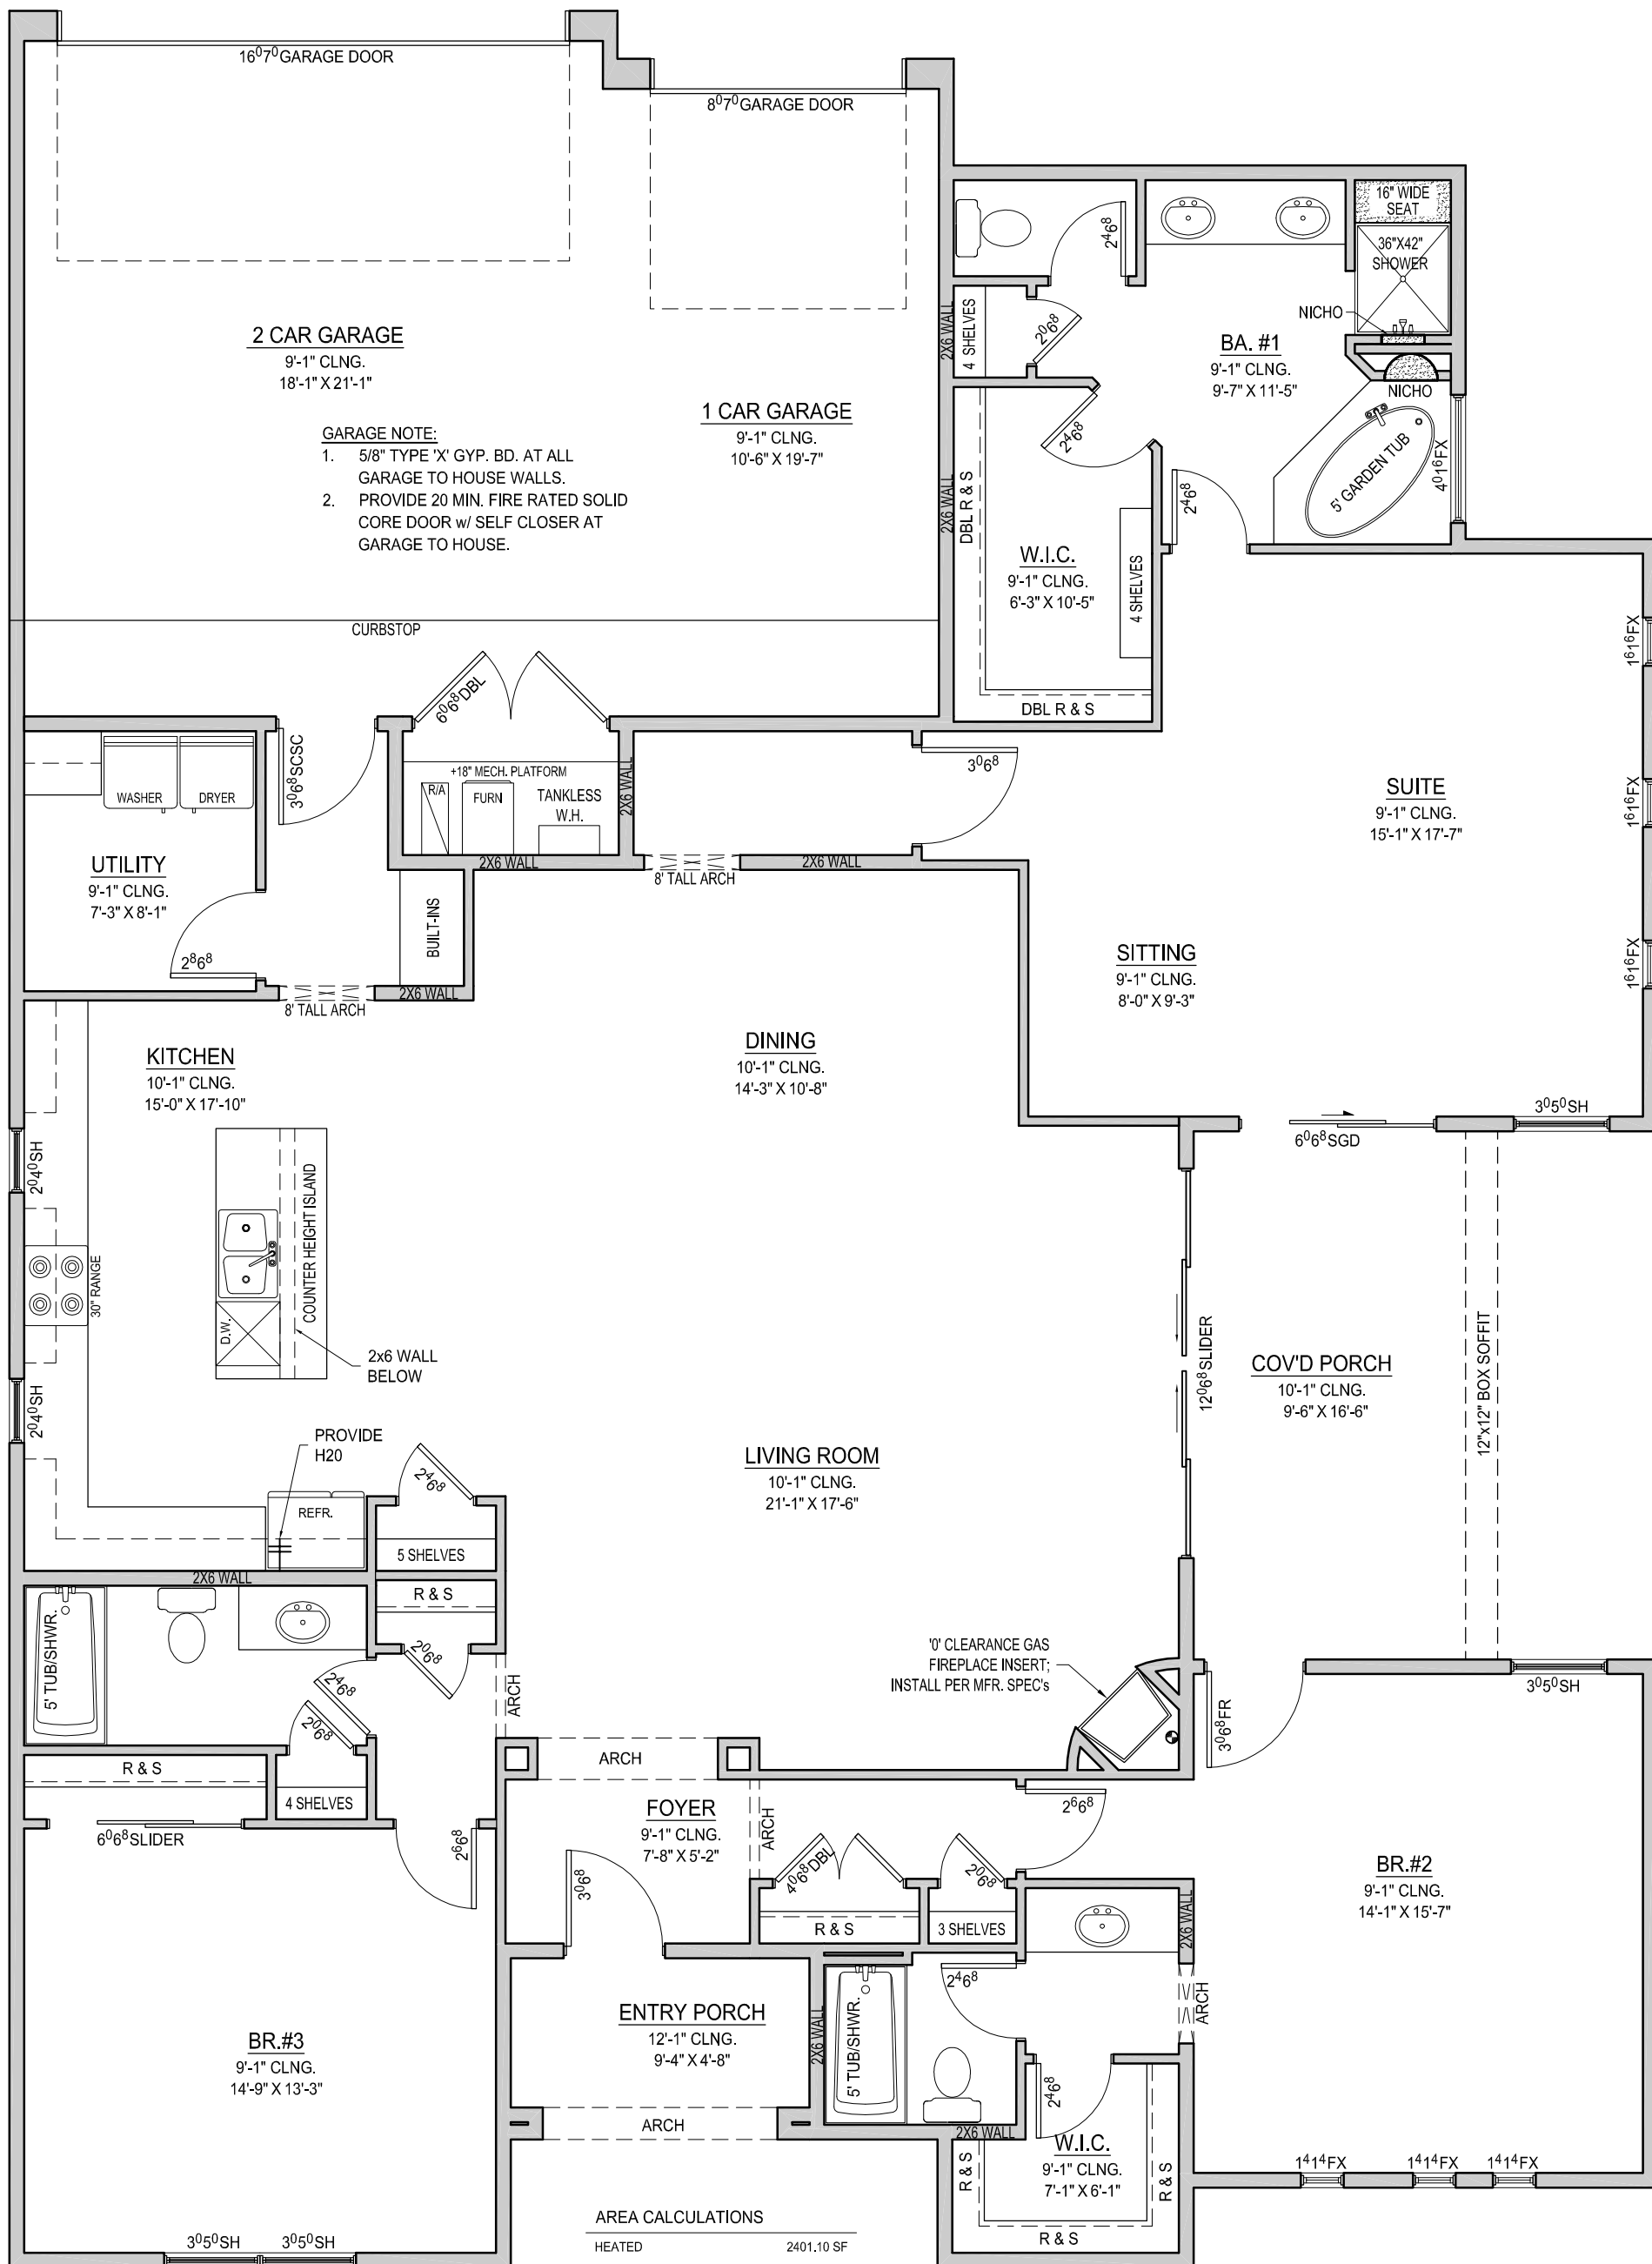 16⁰7⁰ GARAGE DOOR
8⁰7⁰ GARAGE DOOR
2 CAR GARAGE
9'-1" CLNG.
18'-1" X 21'-1"
1 CAR GARAGE
9'-1" CLNG.
10'-6" X 19'-7"
GARAGE NOTE:
1. 5/8" TYPE 'X' GYP. BD. AT ALL
GARAGE TO HOUSE WALLS.
2. PROVIDE 20 MIN. FIRE RATED SOLID
CORE DOOR w/ SELF CLOSER AT
GARAGE TO HOUSE.
CURBSTOP
2⁴6⁸
16" WIDE
SEAT
36"X42"
SHOWER
NICHO
NICHO
2X6 WALL
4 SHELVES
2⁰6⁸
BA. #1
9'-1" CLNG.
9'-7" X 11'-5"
5' GARDEN TUB
4⁰1⁶FX
2⁴6⁸
2⁴6⁸
2X6 WALL
DBL R & S
W.I.C.
9'-1" CLNG.
6'-3" X 10'-5"
4 SHELVES
DBL R & S
1⁶1⁶FX
1⁶1⁶FX
1⁶1⁶FX
6⁰6⁸DBL
3⁰6⁸SCSC
WASHER
DRYER
+18" MECH. PLATFORM
R/A
FURN
TANKLESS
W.H.
2X6 WALL
3⁰6⁸
SUITE
9'-1" CLNG.
15'-1" X 17'-7"
UTILITY
9'-1" CLNG.
7'-3" X 8'-1"
2⁸6⁸
2X6 WALL
8' TALL ARCH
2X6 WALL
BUILT-INS
2X6 WALL
8' TALL ARCH
SITTING
9'-1" CLNG.
8'-0" X 9'-3"
KITCHEN
10'-1" CLNG.
15'-0" X 17'-10"
DINING
10'-1" CLNG.
14'-3" X 10'-8"
6⁰6⁸SGD
3⁰5⁰SH
2⁰4⁰SH
30" RANGE
COUNTER HEIGHT ISLAND
D.W.
2x6 WALL
BELOW
2⁰4⁰SH
12⁰6⁸SLIDER
COV'D PORCH
10'-1" CLNG.
9'-6" X 16'-6"
12"x12" BOX SOFFIT
PROVIDE
H20
REFR.
2⁴6⁸
5 SHELVES
LIVING ROOM
10'-1" CLNG.
21'-1" X 17'-6"
2X6 WALL
R & S
5' TUB/SHWR.
2⁰6⁸
2⁴6⁸
2⁰6⁸
ARCH
'0' CLEARANCE GAS
FIREPLACE INSERT;
INSTALL PER MFR. SPEC's
3⁰6⁸FR
3⁰5⁰SH
R & S
4 SHELVES
6⁰6⁸SLIDER
2⁶6⁸
ARCH
FOYER
9'-1" CLNG.
7'-8" X 5'-2"
ARCH
3⁰6⁸
4⁰6⁸DBL
R & S
2⁰6⁸
3 SHELVES
2⁶6⁸
BR.#2
9'-1" CLNG.
14'-1" X 15'-7"
2X6 WALL
2⁴6⁸
ARCH
BR.#3
9'-1" CLNG.
14'-9" X 13'-3"
ENTRY PORCH
12'-1" CLNG.
9'-4" X 4'-8"
ARCH
2X6 WALL
5' TUB/SHWR.
2⁴6⁸
2X6 WALL
R & S
W.I.C.
9'-1" CLNG.
7'-1" X 6'-1"
R & S
R & S
1⁴1⁴FX
1⁴1⁴FX
1⁴1⁴FX
3⁰5⁰SH
3⁰5⁰SH
AREA CALCULATIONS
HEATED 2401.10 SF